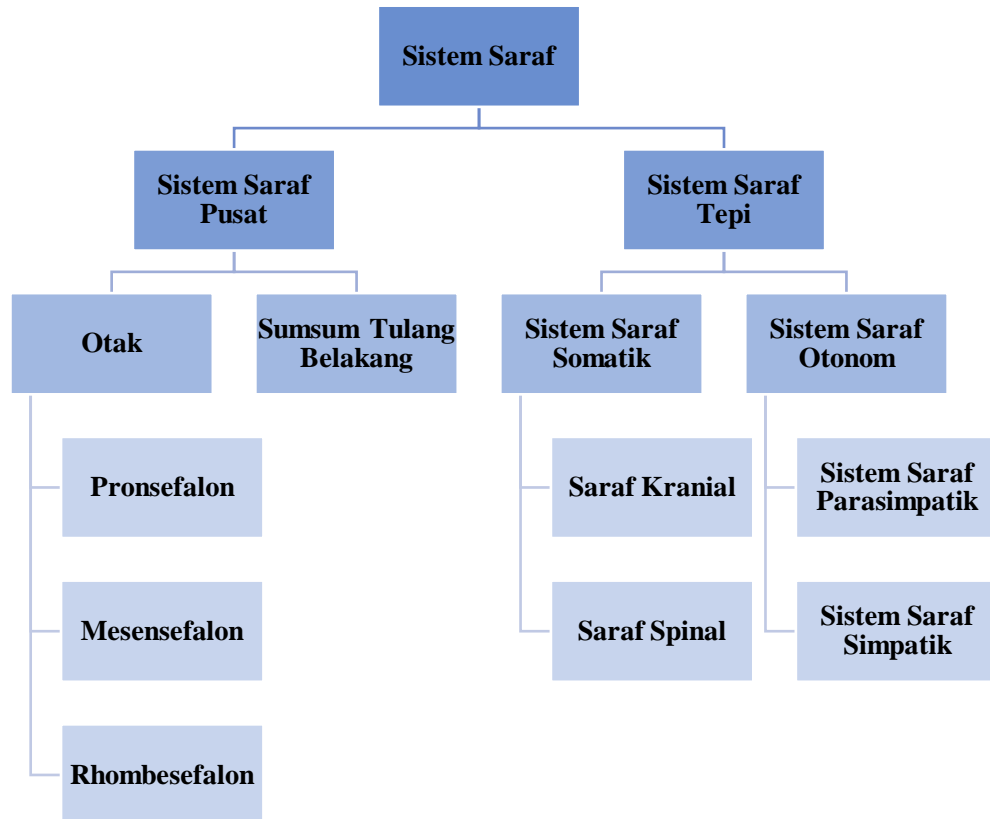 Sistem Saraf
Sistem Saraf
Pusat
Sistem Saraf
Tepi
Otak
Sumsum Tulang
Belakang
Sistem Saraf
Somatik
Sistem Saraf
Otonom
Pronsefalon
Saraf Kranial
Sistem Saraf
Parasimpatik
Mesensefalon
Saraf Spinal
Sistem Saraf
Simpatik
Rhombesefalon